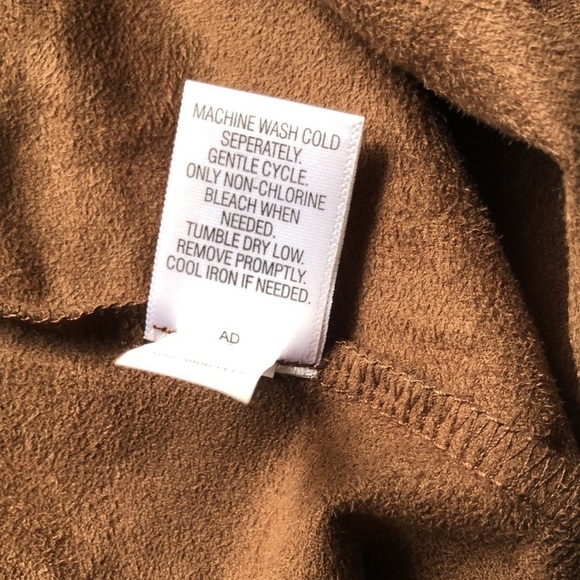 MACHINE WASH COLD
SEPERATELY.
GENTLE CYCLE.
ONLY NON-CHLORINE
BLEACH WHEN
NEEDED.
TUMBLE DRY LOW.
REMOVE PROMPTLY.
COOL IRON IF NEEDED.
AD